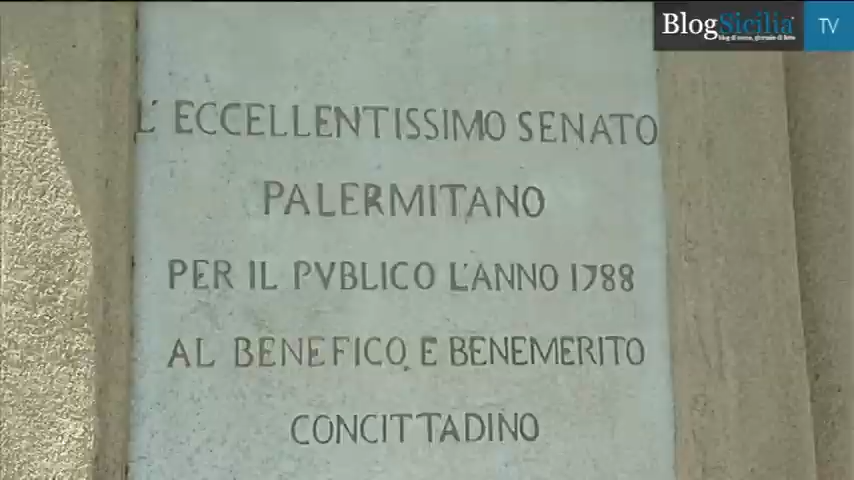 BlogSicilia
TV
L' ECCELLENTISSIMO SENATO
PALERMITANO
PER IL PVBLICO L'ANNO 1788
AL BENEFICO, E BENEMERITO
CONCITTADINO